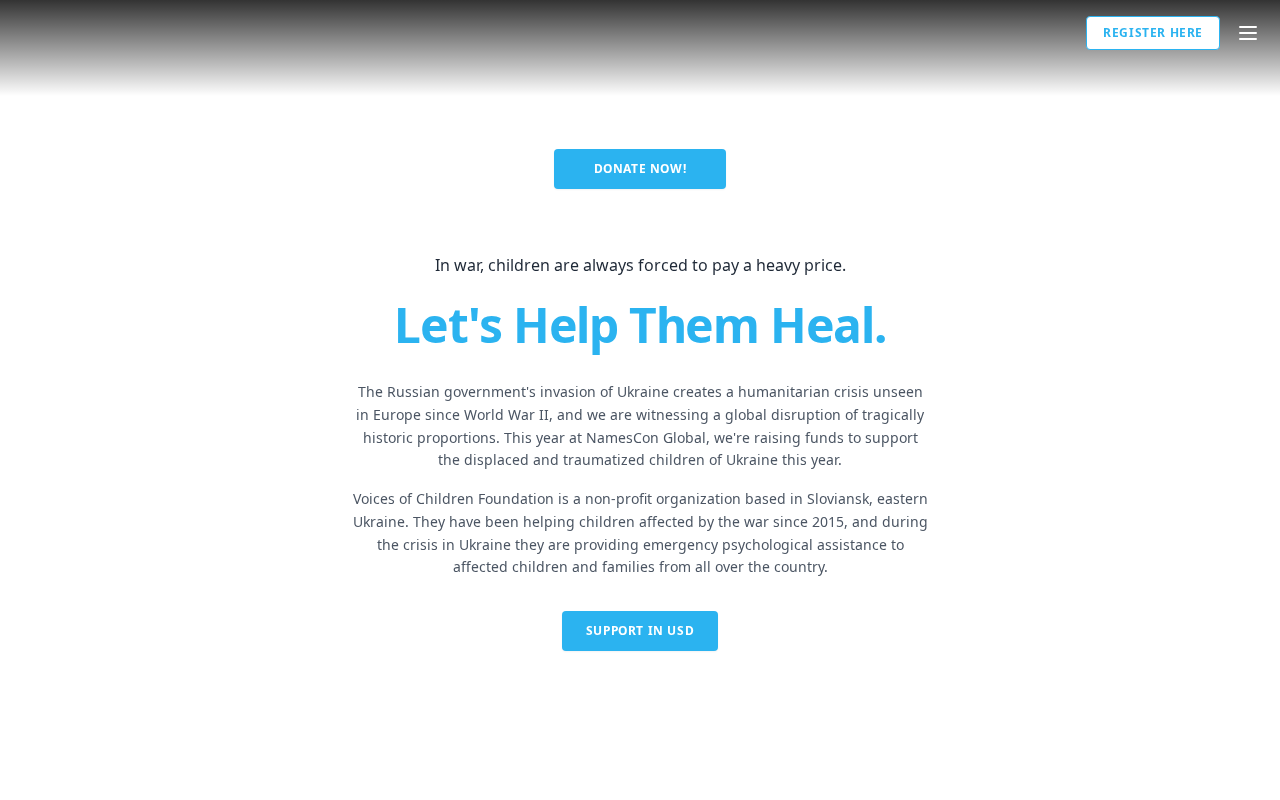 REGISTER HERE
DONATE NOW!
In war, children are always forced to pay a heavy price.
Let's Help Them Heal.
The Russian government's invasion of Ukraine creates a humanitarian crisis unseen
in Europe since World War II, and we are witnessing a global disruption of tragically
historic proportions. This year at NamesCon Global, we're raising funds to support
the displaced and traumatized children of Ukraine this year.
Voices of Children Foundation is a non-profit organization based in Sloviansk, eastern
Ukraine. They have been helping children affected by the war since 2015, and during
the crisis in Ukraine they are providing emergency psychological assistance to
affected children and families from all over the country.
SUPPORT IN USD